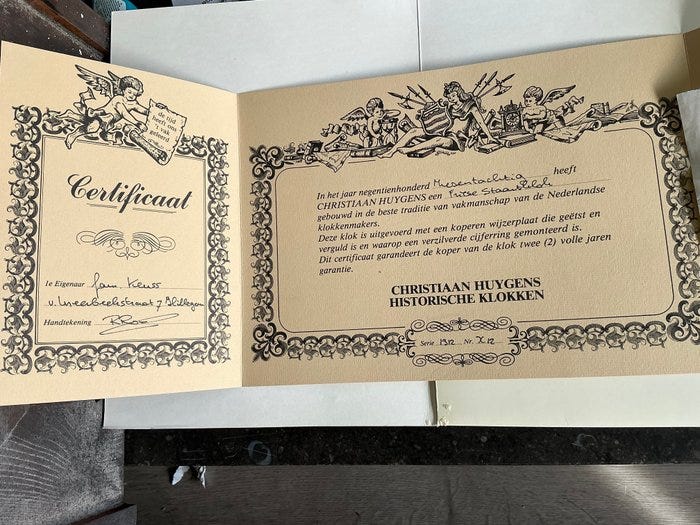 de tijd
heeft ons
't vak
geleerd
Certificaat
1e Eigenaar fam
7 Hillegom
Handtekening
In het jaar negentienhonderd heeft
CHRISTIAAN HUYGENS een Friese Staartklok
gebouwd in de beste traditie van vakmanschap van de Nederlandse
klokkenmakers.
Deze klok is uitgevoerd met een koperen wijzerplaat die geëtst en
verguld is en waarop een verzilverde cijferring gemonteerd is.
Dit certificaat garandeert de koper van de klok twee (2) volle jaren
garantie.
CHRISTIAAN HUYGENS
HISTORISCHE KLOKKEN
Serie Nr. X12